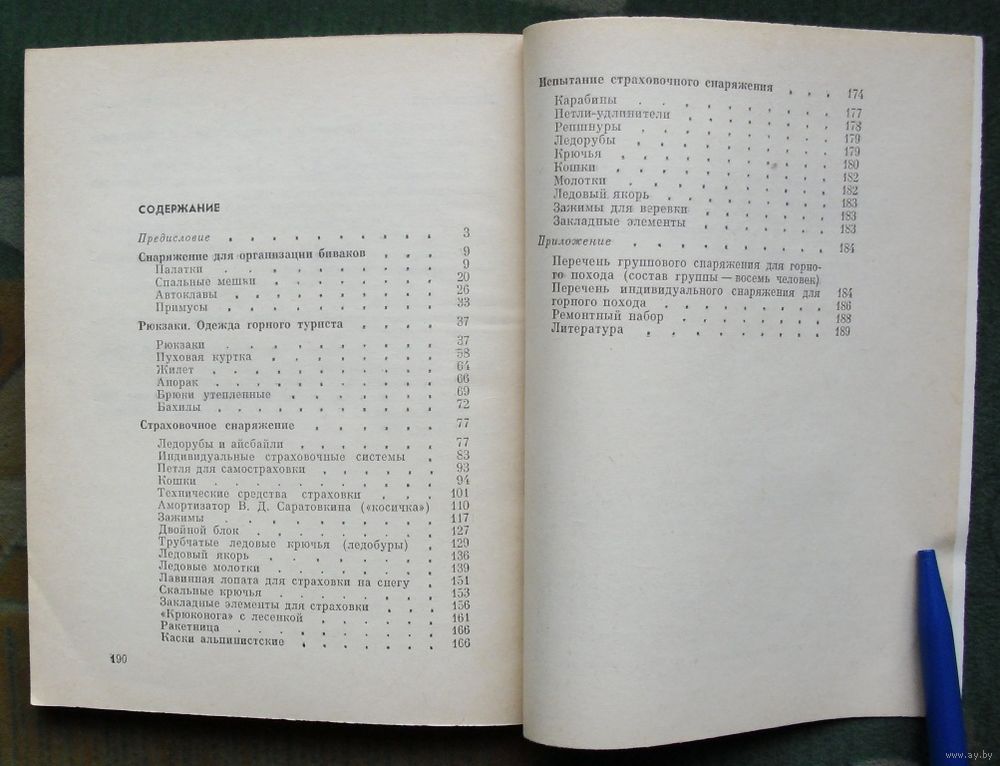 СОДЕРЖАНИЕ
Предисловие . . . . . . . . . 3
Снаряжение для организации биваков . . . . 9
Палатки . . . . . . . . . 9
Спальные мешки . . . . . . . 20
Автоклавы . . . . . . . . 26
Примусы . . . . . . . . . 33
Рюкзаки. Одежда горного туриста . . . . 37
Рюкзаки . . . . . . . . . 37
Пуховая куртка . . . . . . . 58
Жилет . . . . . . . . . 64
Анорак . . . . . . . . . 66
Брюки утепленные . . . . . . 69
Бахилы . . . . . . . . . 72
Страховочное снаряжение . . . . . . 77
Ледорубы и айсбайли . . . . . . 77
Индивидуальные страховочные системы . 83
Петля для самостраховки . . . . . 93
Кошки . . . . . . . . . 94
Технические средства страховки . . . 101
Амортизатор В. Д. Саратовкина («косичка») 110
Зажимы . . . . . . . . . 117
Двойной блок . . . . . . . . 127
Трубчатые ледовые крючья (ледобуры) . 129
Ледовый якорь . . . . . . . 136
Ледовые молотки . . . . . . . 139
Лавинная лопата для страховки на снегу . 151
Скальные крючья . . . . . . . 153
Закладные элементы для страховки . . . 156
«Крюконога» с лесенкой . . . . . 161
Ракетница . . . . . . . . 166
Каски альпинистские . . . . . . 166
190
Испытание страховочного снаряжения . . . 174
Карабины . . . . . . . . 177
Петли-удлинители . . . . . . . 178
Репшнуры . . . . . . . . 179
Ледорубы . . . . . . . . 179
Крючья . . . . . . . . . 180
Кошки . . . . . . . . . 182
Молотки . . . . . . . . 182
Ледовый якорь . . . . . . . 183
Зажимы для веревки . . . . . . 183
Закладные элементы . . . . . . 183
Приложение . . . . . . . . 184
Перечень группового снаряжения для горно-
го похода (состав группы — восемь человек) 184
Перечень индивидуального снаряжения для
горного похода . . . . . . . 186
Ремонтный набор . . . . . . . 188
Литература . . . . . . . . 189
www.ay.by